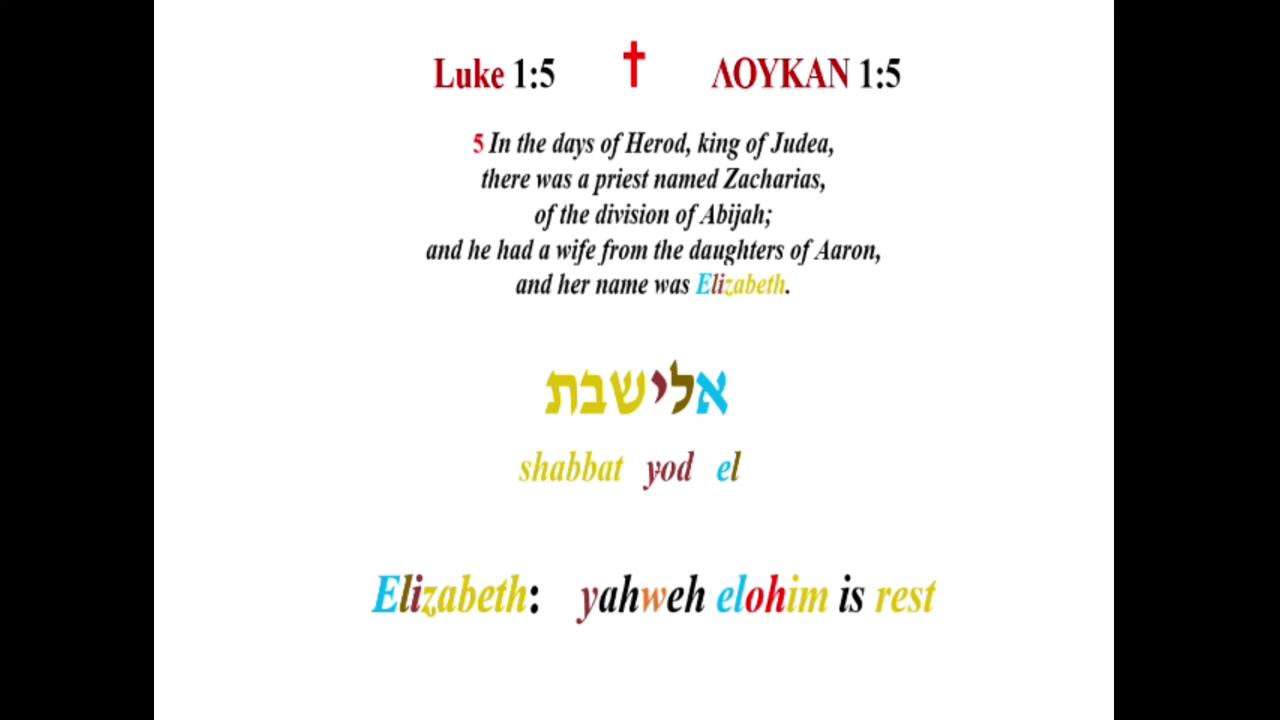 Luke 1:5 ✝ ΛΟΥΚΑΝ 1:5
5 In the days of Herod, king of Judea,
there was a priest named Zacharias,
of the division of Abijah;
and he had a wife from the daughters of Aaron,
and her name was Elizabeth.
אלישבת
shabbat yod el
Elizabeth: yahweh elohim is rest